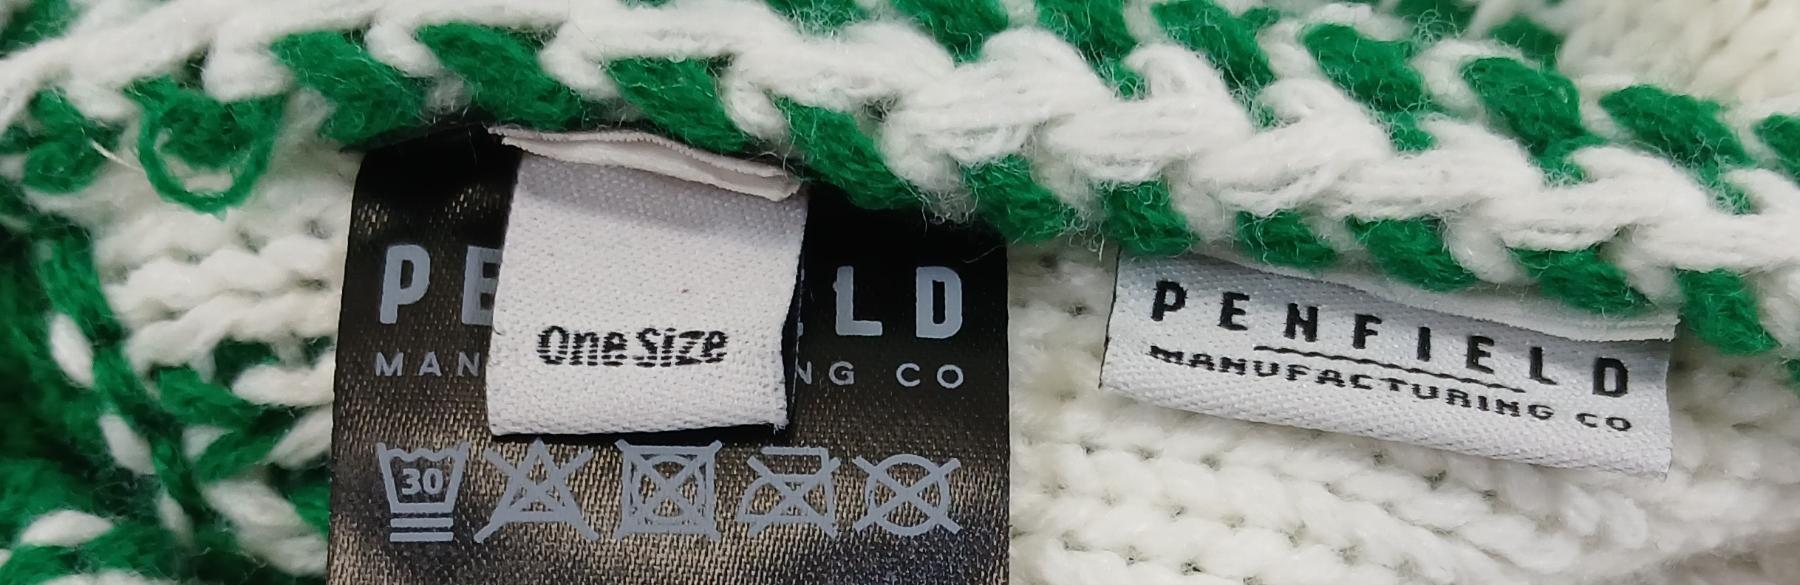 PE LD
MAN NG CO
One Size
30
PENFIELD
MANUFACTURING CO